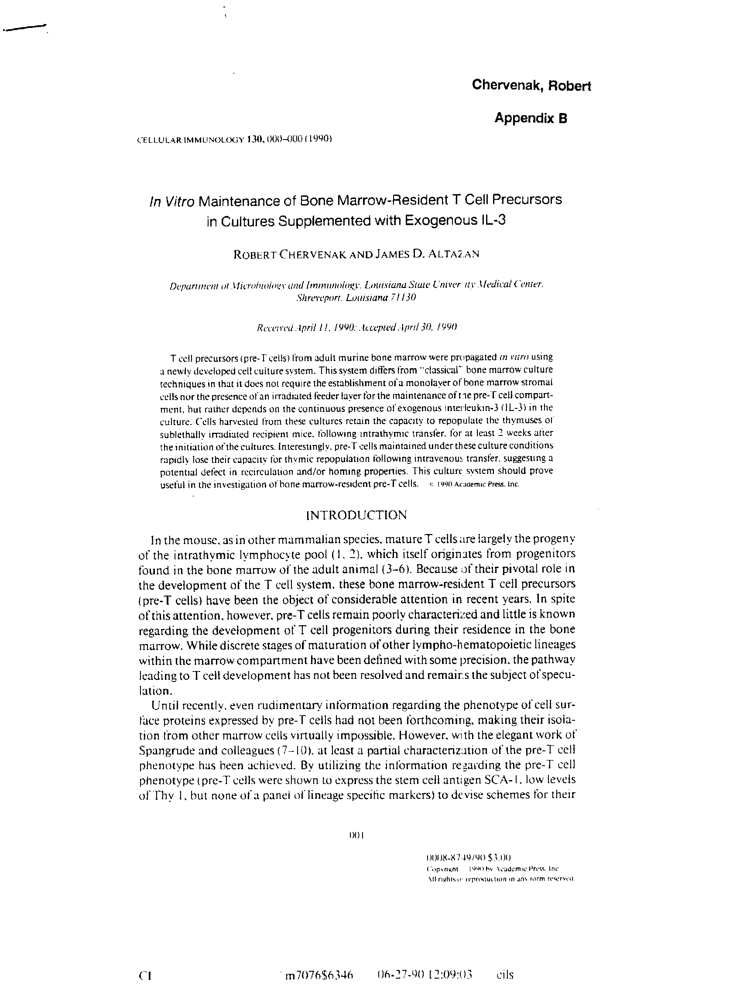 Chervenak, Robert
Appendix B
CELLULAR IMMUNOLOGY 130, 000–000 (1990)
In Vitro Maintenance of Bone Marrow-Resident T Cell Precursors
in Cultures Supplemented with Exogenous IL-3
ROBERT CHERVENAK AND JAMES D. ALTAZAN
Department of Microbiology and Immunology, Louisiana State Univer ity Medical Center,
Shreveport, Louisiana 71130
Received April 11, 1990; Accepted April 30, 1990
T cell precursors (pre-T cells) from adult murine bone marrow were propagated in vitro using
a newly developed cell culture system. This system differs from "classical" bone marrow culture
techniques in that it does not require the establishment of a monolayer of bone marrow stromal
cells nor the presence of an irradiated feeder layer for the maintenance of the pre-T cell compart-
ment, but rather depends on the continuous presence of exogenous interleukin-3 (IL-3) in the
culture. Cells harvested from these cultures retain the capacity to repopulate the thymuses of
sublethally irradiated recipient mice, following intrathymic transfer, for at least 2 weeks after
the initiation of the cultures. Interestingly, pre-T cells maintained under these culture conditions
rapidly lose their capacity for thymic repopulation following intravenous transfer, suggesting a
potential defect in recirculation and/or homing properties. This culture system should prove
useful in the investigation of bone marrow-resident pre-T cells. © 1990 Academic Press, Inc.
INTRODUCTION
In the mouse, as in other mammalian species, mature T cells are largely the progeny
of the intrathymic lymphocyte pool (1, 2), which itself originates from progenitors
found in the bone marrow of the adult animal (3–6). Because of their pivotal role in
the development of the T cell system, these bone marrow-resident T cell precursors
(pre-T cells) have been the object of considerable attention in recent years. In spite
of this attention, however, pre-T cells remain poorly characterized and little is known
regarding the development of T cell progenitors during their residence in the bone
marrow. While discrete stages of maturation of other lympho-hematopoietic lineages
within the marrow compartment have been defined with some precision, the pathway
leading to T cell development has not been resolved and remains the subject of specu-
lation.
Until recently, even rudimentary information regarding the phenotype of cell sur-
face proteins expressed by pre-T cells had not been forthcoming, making their isola-
tion from other marrow cells virtually impossible. However, with the elegant work of
Spangrude and colleagues (7–10), at least a partial characterization of the pre-T cell
phenotype has been achieved. By utilizing the information regarding the pre-T cell
phenotype (pre-T cells were shown to express the stem cell antigen SCA-1, low levels
of Thy 1, but none of a panel of lineage specific markers) to devise schemes for their
001
0008-8749/90 $3.00
Copyright 1990 by Academic Press, Inc
All rights of reproduction in any form reserved.
CI m7076$6346 06-27-90 12:09:03 cils